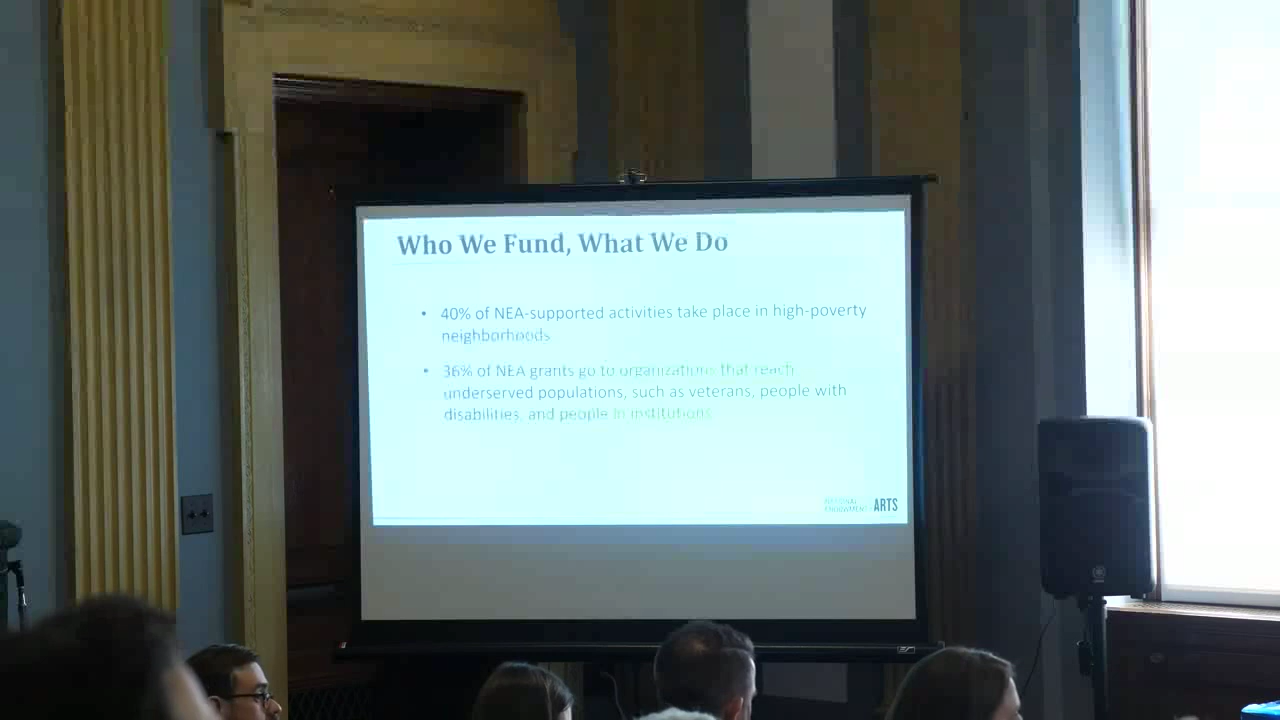 Who We Fund, What We Do
• 40% of NEA-supported activities take place in high-poverty
neighborhoods
• 36% of NEA grants go to organizations that reach
underserved populations, such as veterans, people with
disabilities, and people in institutions
NATIONAL
ENDOWMENT
ARTS